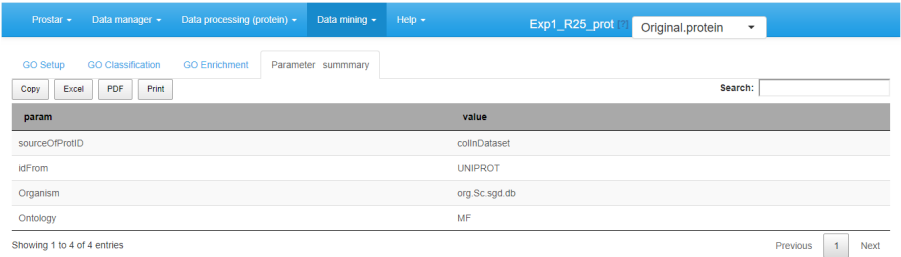 Prostar Data manager Data processing (protein) Data mining Help Exp1_R25_prot [?] Original.protein
GO Setup GO Classification GO Enrichment Parameter summmary
Copy Excel PDF Print Search:
param value
sourceOfProtID colInDataset
idFrom UNIPROT
Organism org.Sc.sgd.db
Ontology MF
Showing 1 to 4 of 4 entries Previous 1 Next